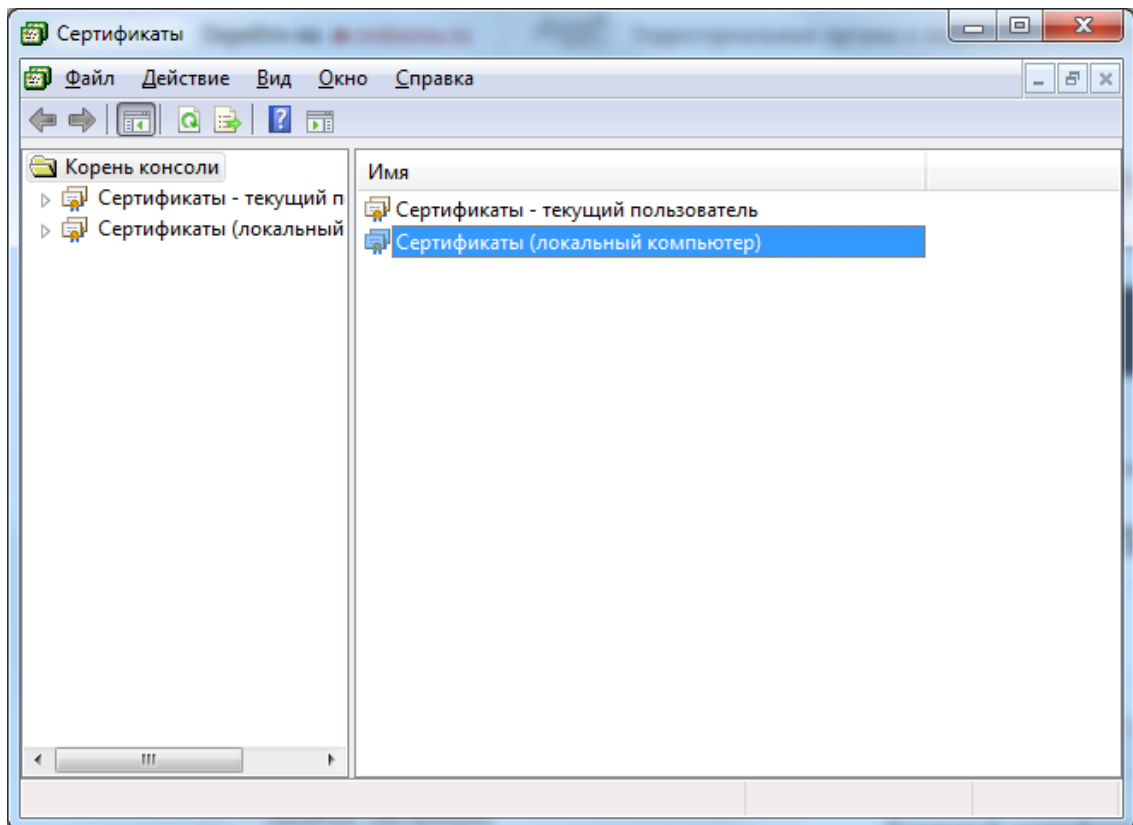 Сертификаты
Файл Действие Вид Окно Справка
Корень консоли
Сертификаты - текущий п
Сертификаты (локальный
Имя
Сертификаты - текущий пользователь
Сертификаты (локальный компьютер)